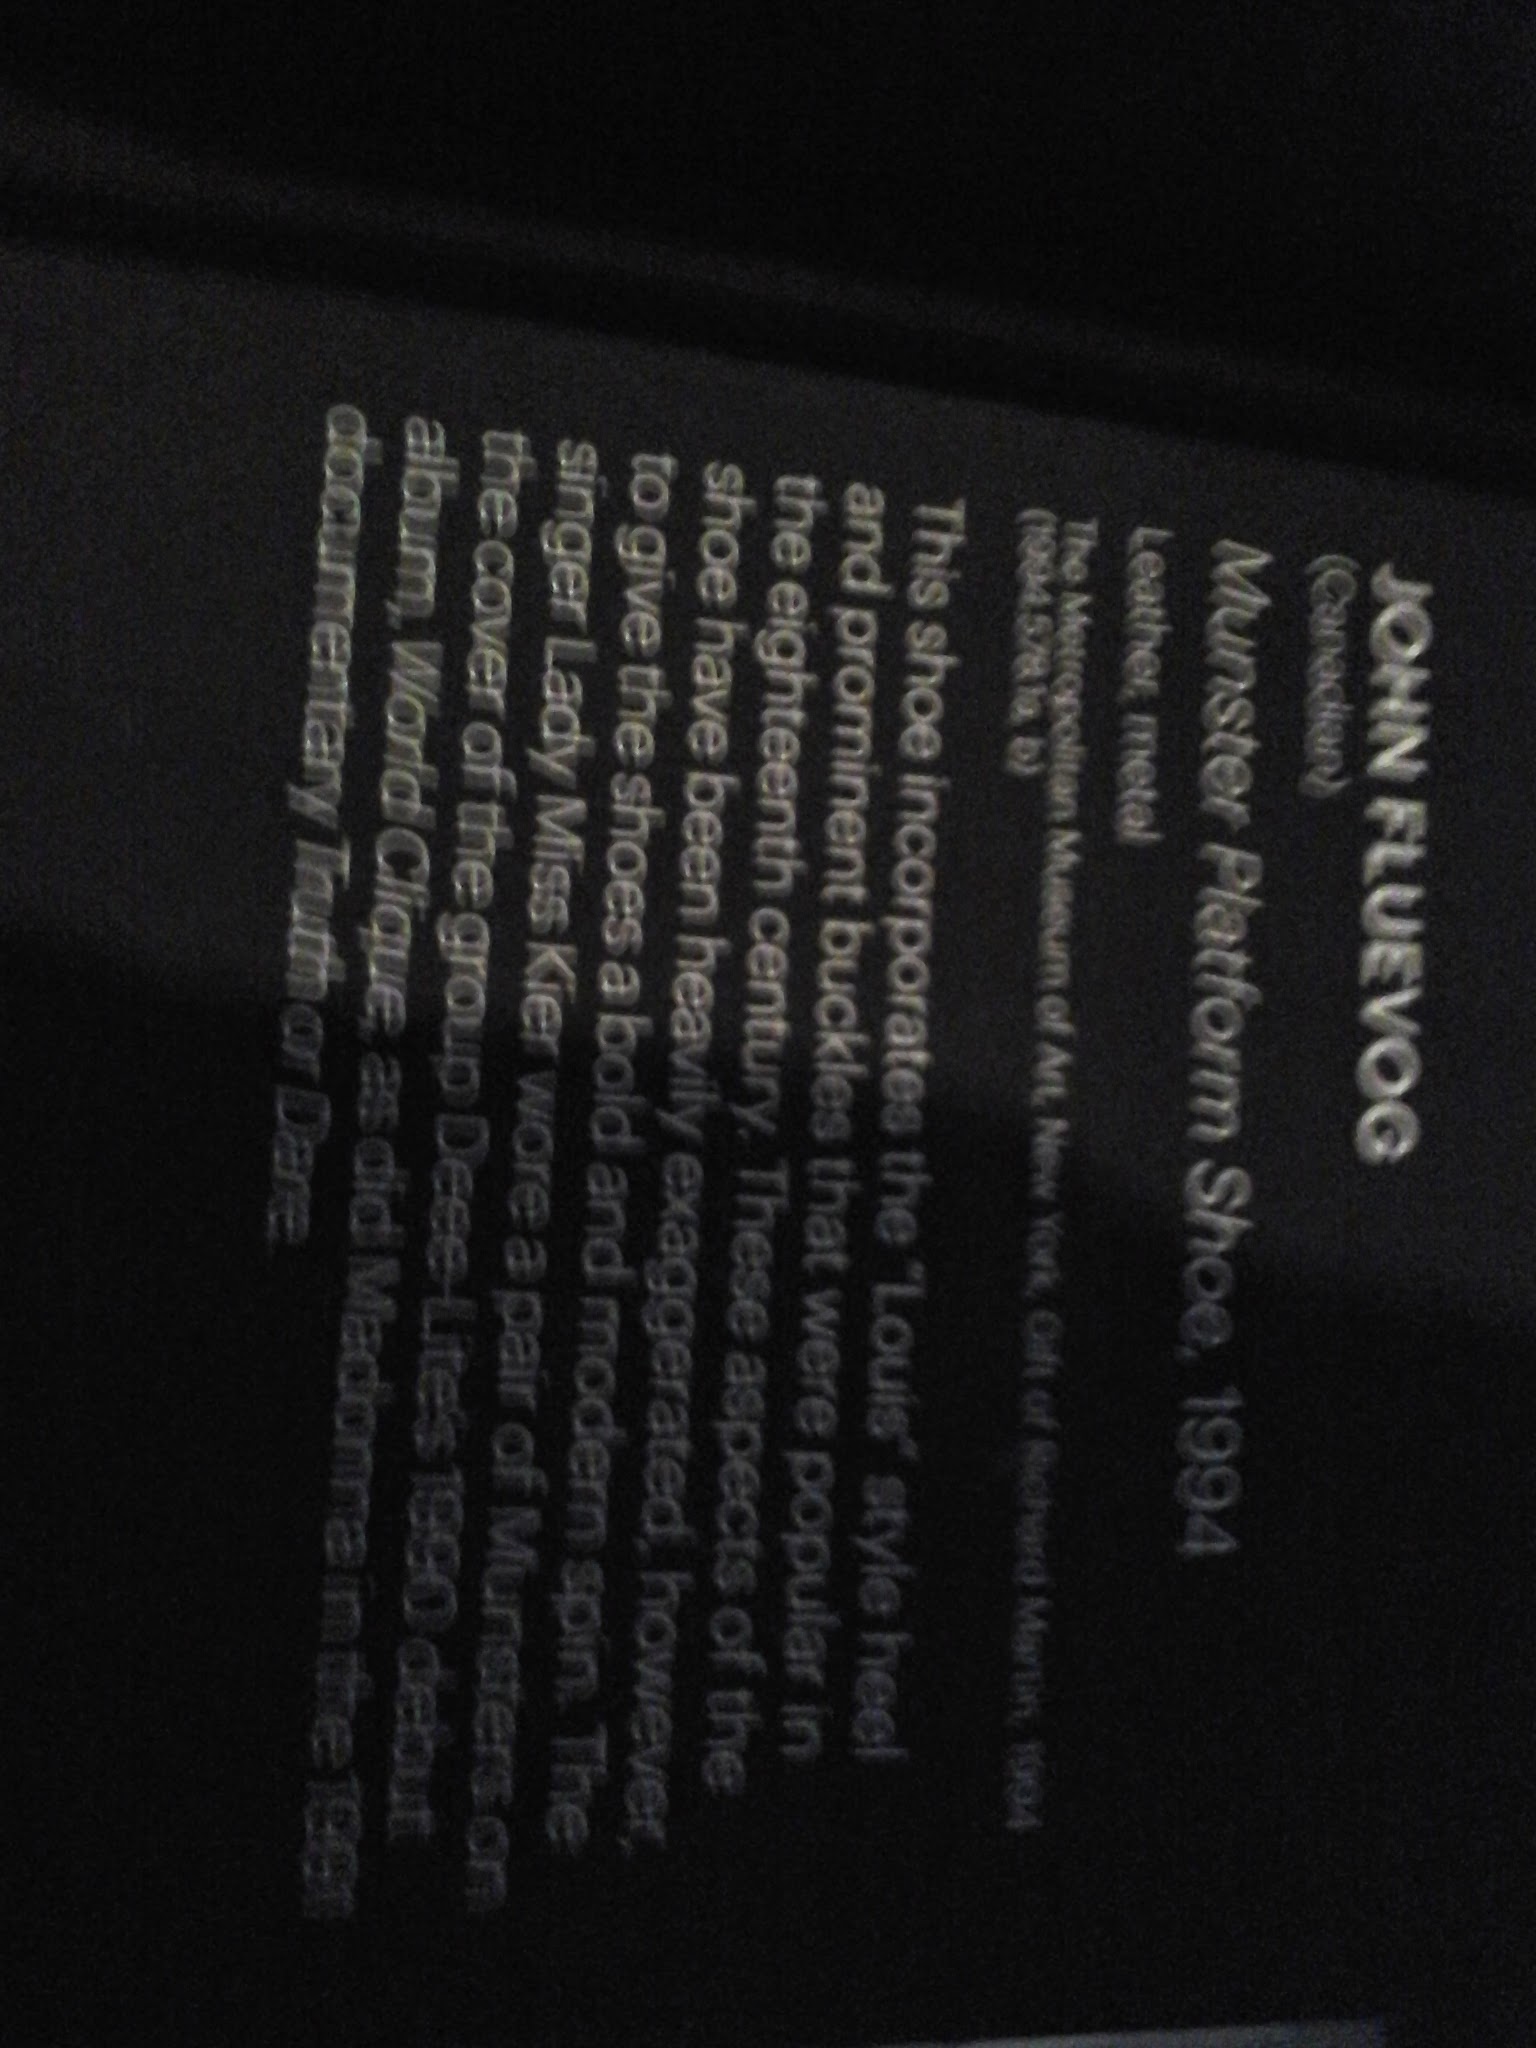 JOHN FLUEVOG
(Canadian)
Munster Platform Shoe, 1994
Leather, metal
The Metropolitan Museum of Art, New York, Gift of Richard Martin, 1994
(1994.578.1a, b)
This shoe incorporates the "Louis" style heel
and prominent buckles that were popular in
the eighteenth century. These aspects of the
shoe have been heavily exaggerated, however,
to give the shoes a bold and modern spin. The
singer Lady Miss Kier wore a pair of Munsters on
the cover of the group Deee-Lite's 1990 debut
album, World Clique, as did Madonna in the 1991
documentary Truth or Dare